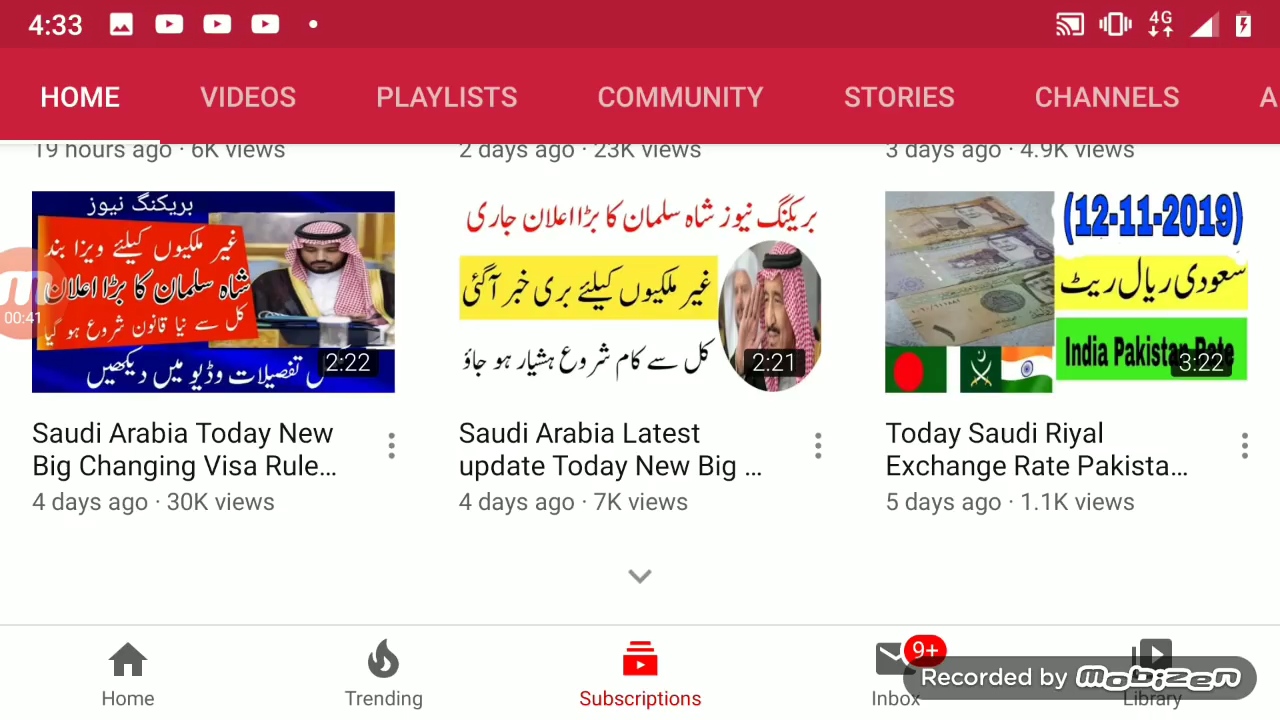 4:33
4G
HOME VIDEOS PLAYLISTS COMMUNITY STORIES CHANNELS A
19 hours ago · 6K views
2 days ago · 23K views
3 days ago · 4.9K views
بریکنگ نیوز
غیر ملکیوں کیلئے ویزا بند
شاہ سلمان کا بڑا اعلان
کل سے نیا قانون شروع ہو گیا
تفصیلات وڈیو میں دیکھیں
2:22
00:41
Saudi Arabia Today New
Big Changing Visa Rule...
4 days ago · 30K views
بریکنگ نیوز شاہ سلمان کا بڑا اعلان جاری
غیر ملکیوں کیلئے بری خبر آگئی
کل سے کام شروع ہشیار ہو جاؤ
2:21
Saudi Arabia Latest
update Today New Big ...
4 days ago · 7K views
(12-11-2019)
سعودی ریال ریٹ
India Pakistan Rate
3:22
Today Saudi Riyal
Exchange Rate Pakista...
5 days ago · 1.1K views
Home
Trending
Subscriptions
9+
Inbox
Library
Recorded by mobizen